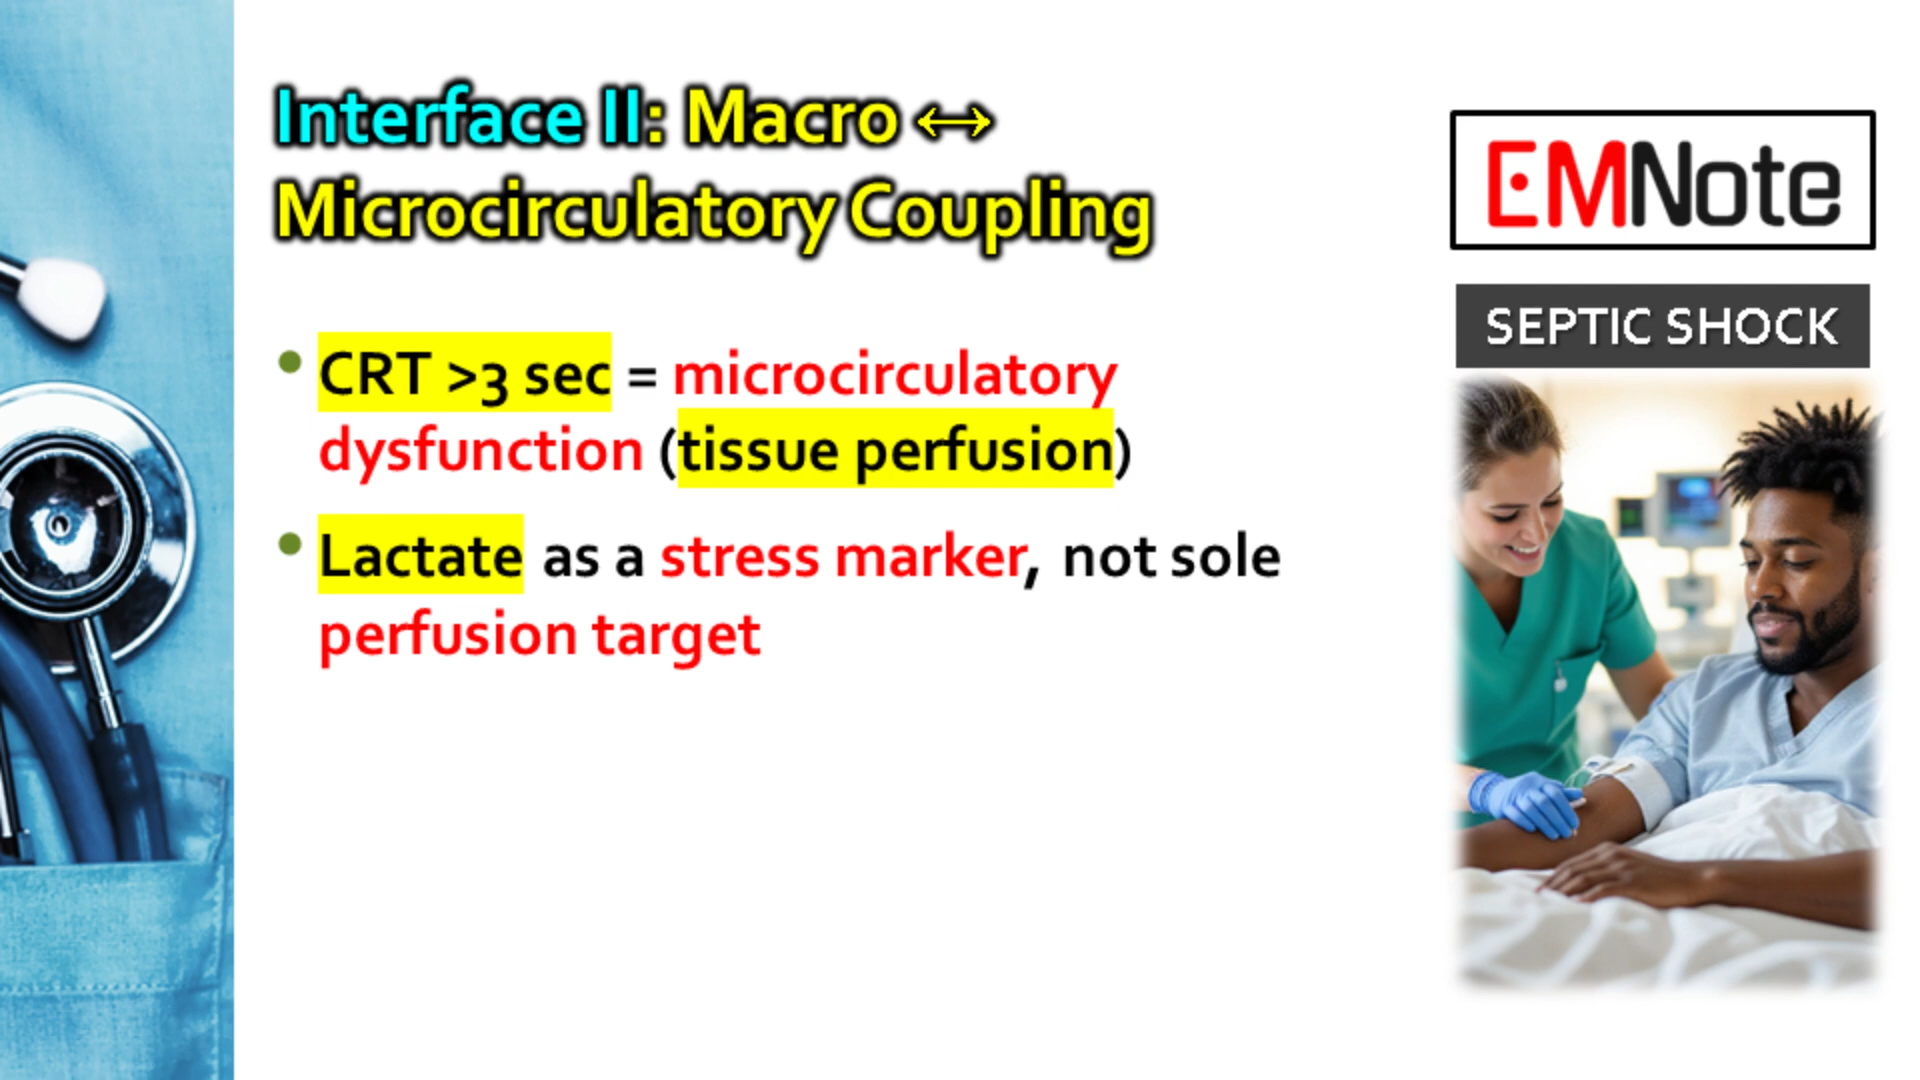 Interface II: Macro ↔
Microcirculatory Coupling
EMNote
SEPTIC SHOCK
• CRT >3 sec = microcirculatory
dysfunction (tissue perfusion)
• Lactate as a stress marker, not sole
perfusion target